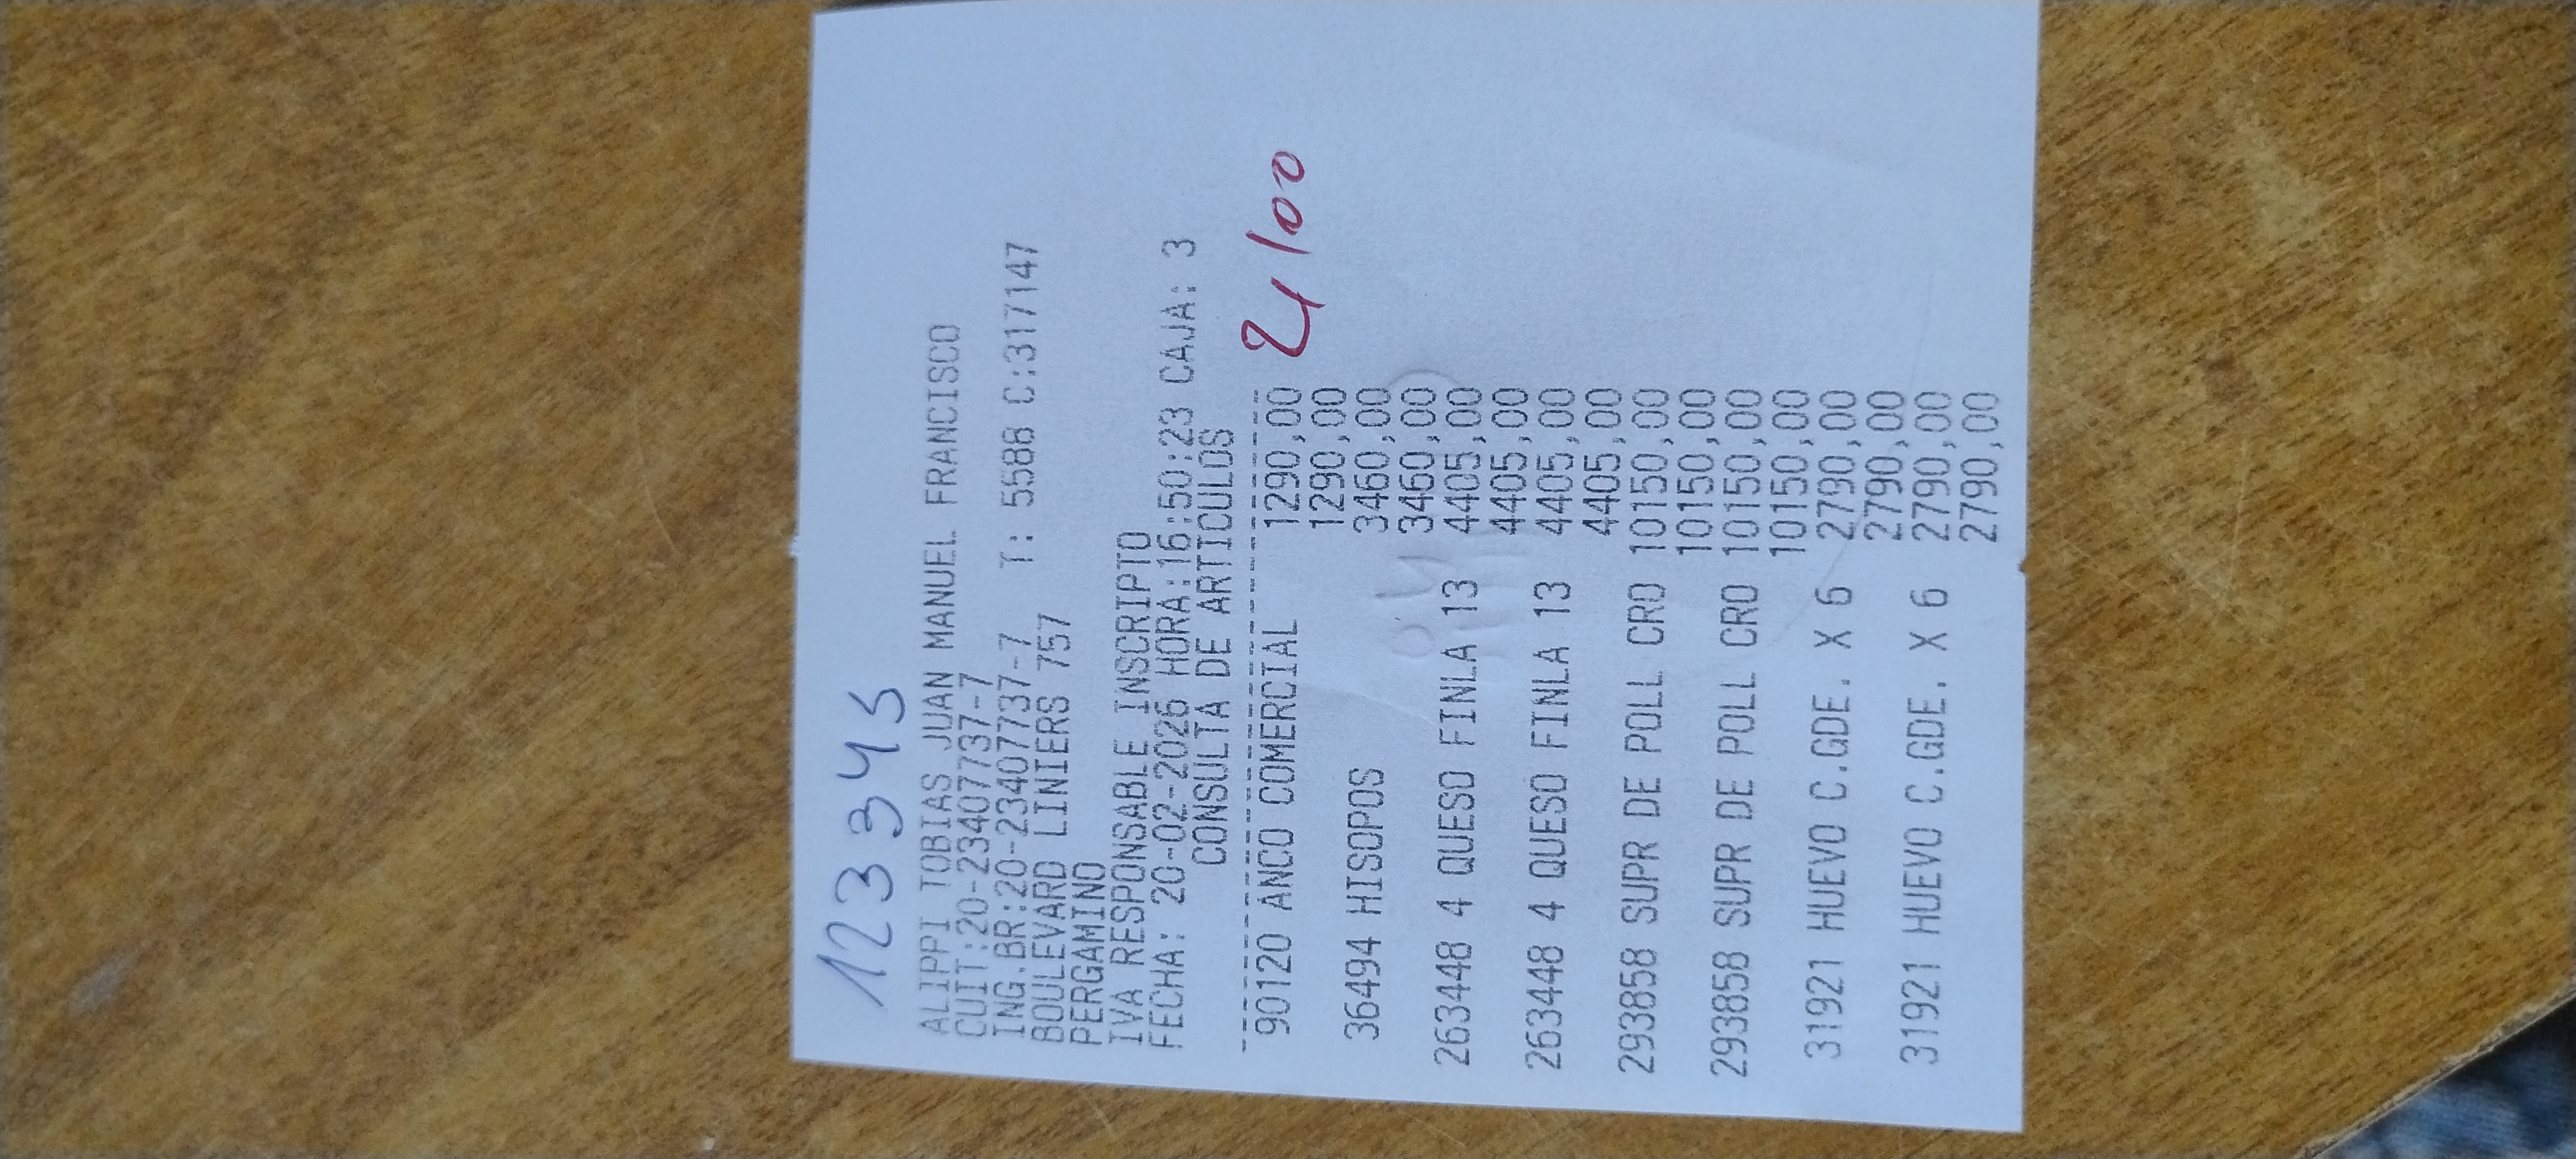 123345
ALIPPI TOBIAS JUAN MANUEL FRANCISCO
CUIT:20-23407737-7
ING.BR:20-23407737-7 T: 5588 C:317147
BOULEVARD LINIERS 757
PERGAMINO
IVA RESPONSABLE INSCRIPTO
FECHA: 20-02-2026 HORA:16:50:23 CAJA: 3
CONSULTA DE ARTICULOS
90120 ANCO COMERCIAL 1290,00
1290,00
36494 HISOPOS 3460,00
3460,00
263448 4 QUESO FINLA 13 4405,00
4405,00
263448 4 QUESO FINLA 13 4405,00
4405,00
293858 SUPR DE POLL CRO 10150,00
10150,00
293858 SUPR DE POLL CRO 10150,00
10150,00
31921 HUEVO C.GDE. X 6 2790,00
2790,00
31921 HUEVO C.GDE. X 6 2790,00
2790,00